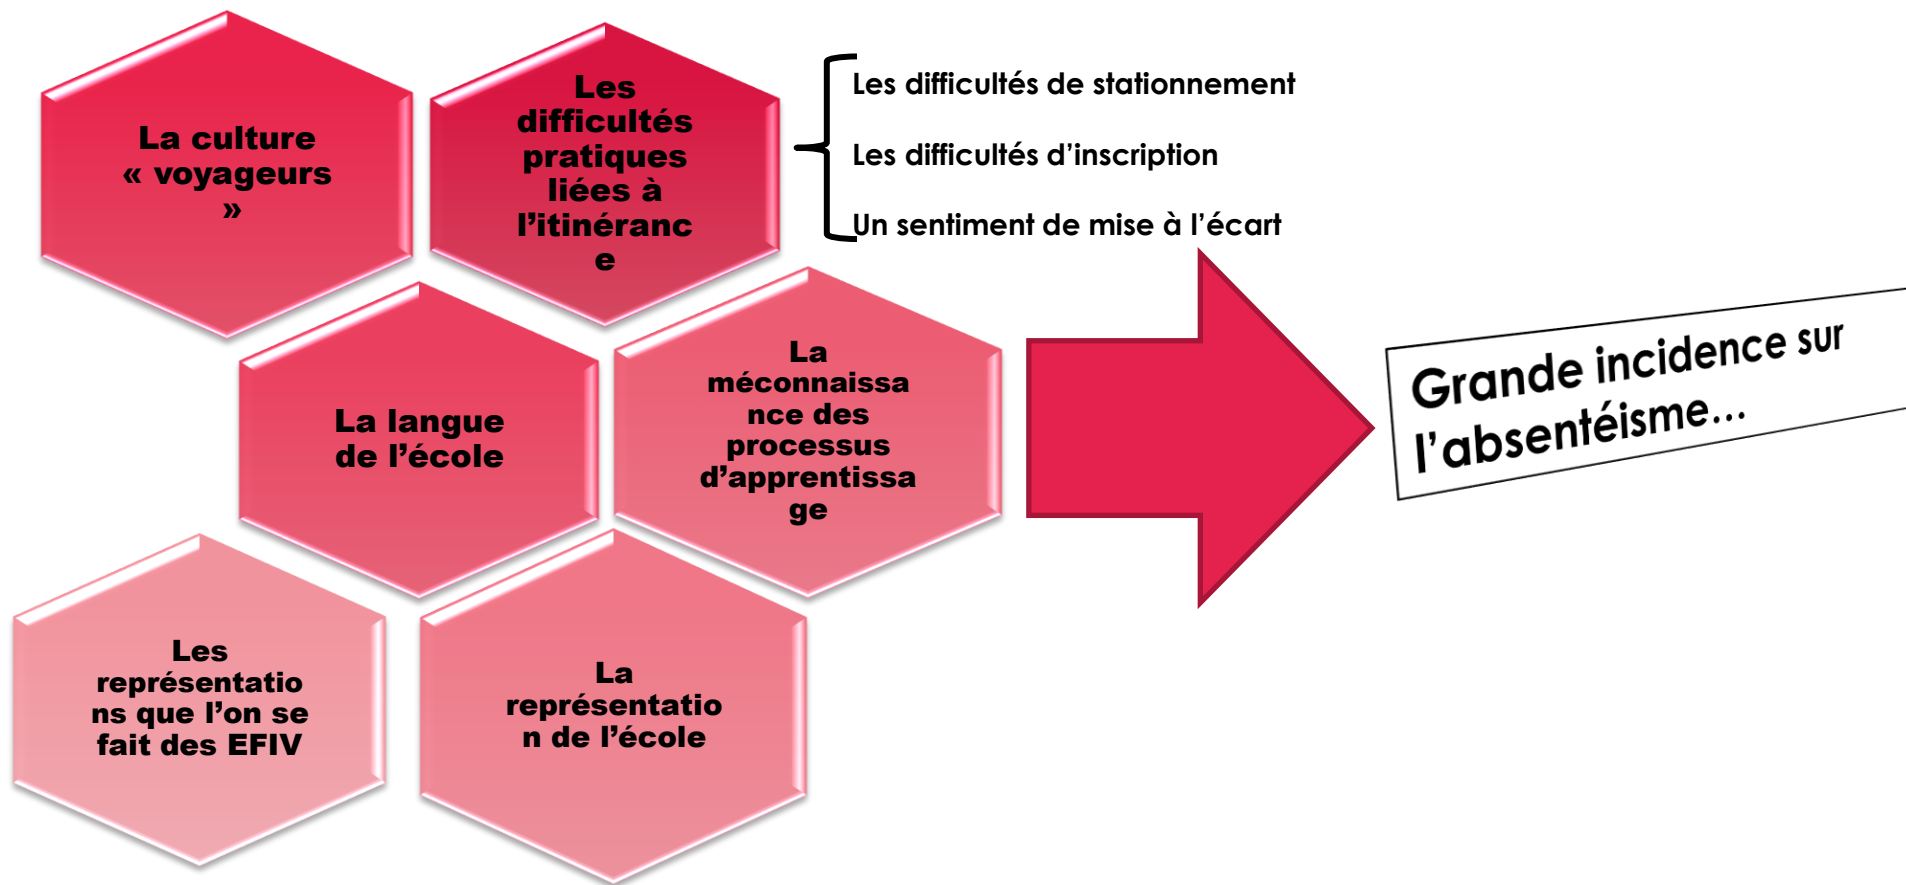 La culture
« voyageurs
»
Les
difficultés
pratiques
liées à
l’itinéranc
e
Les difficultés de stationnement
Les difficultés d’inscription
Un sentiment de mise à l’écart
La langue
de l’école
La
méconnaissa
nce des
processus
d’apprentissa
ge
Grande incidence sur
l’absentéisme...
Les
représentatio
ns que l’on se
fait des EFIV
La
représentatio
n de l’école